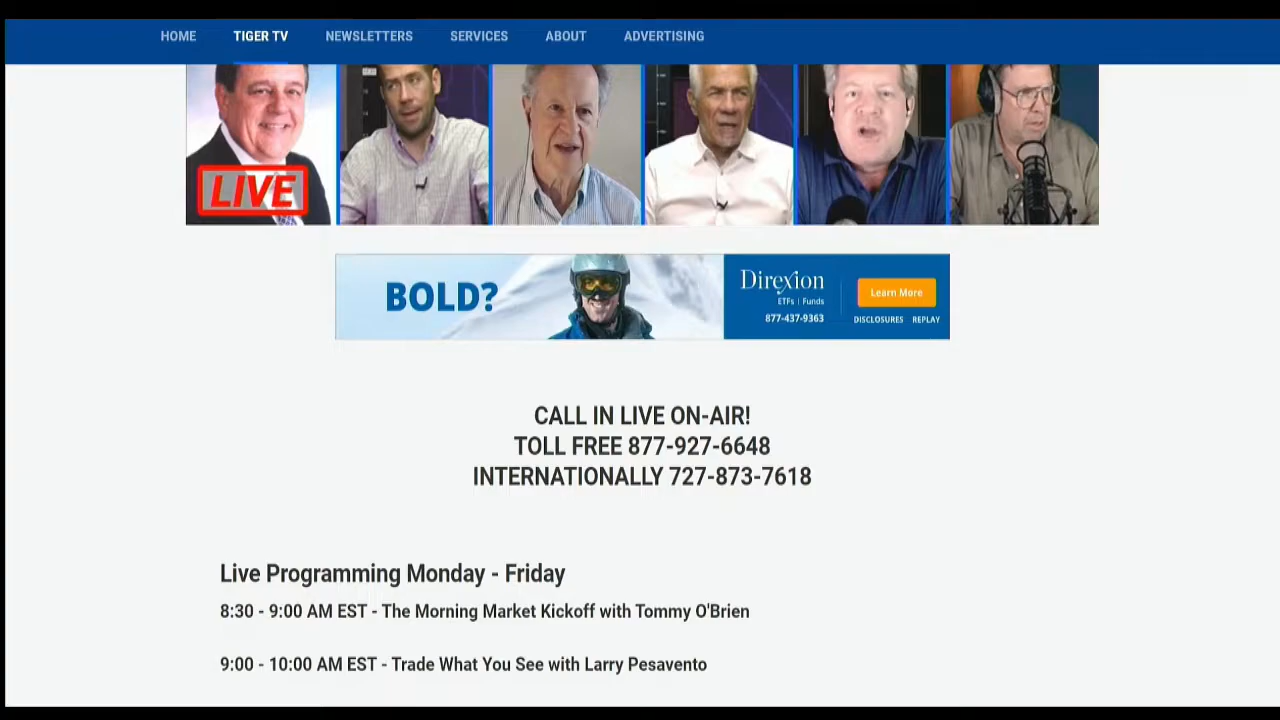 HOME TIGER TV NEWSLETTERS SERVICES ABOUT ADVERTISING
LIVE
BOLD?
Direxion
ETFs | Funds
877-437-9363
Learn More
DISCLOSURES REPLAY
CALL IN LIVE ON-AIR!
TOLL FREE 877-927-6648
INTERNATIONALLY 727-873-7618
Live Programming Monday - Friday
8:30 - 9:00 AM EST - The Morning Market Kickoff with Tommy O'Brien
9:00 - 10:00 AM EST - Trade What You See with Larry Pesavento